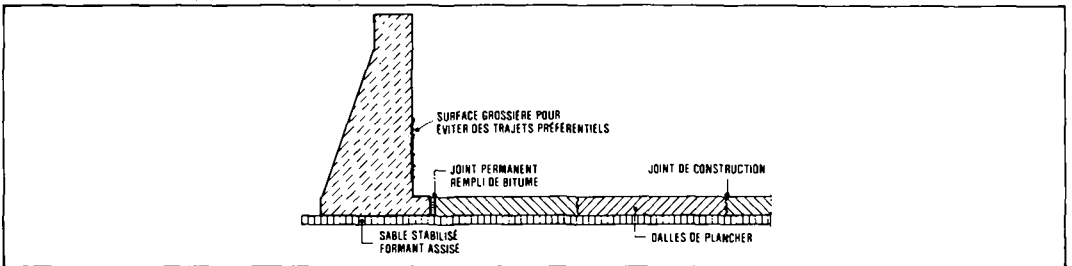 SURFACE GROSSIÈRE POUR
ÉVITER DES TRAJETS PRÉFÉRENTIELS
JOINT PERMANENT
REMPLI DE BITUME
JOINT DE CONSTRUCTION
SABLE STABILISÉ
FORMANT ASSISÉ
DALLES DE PLANCHER